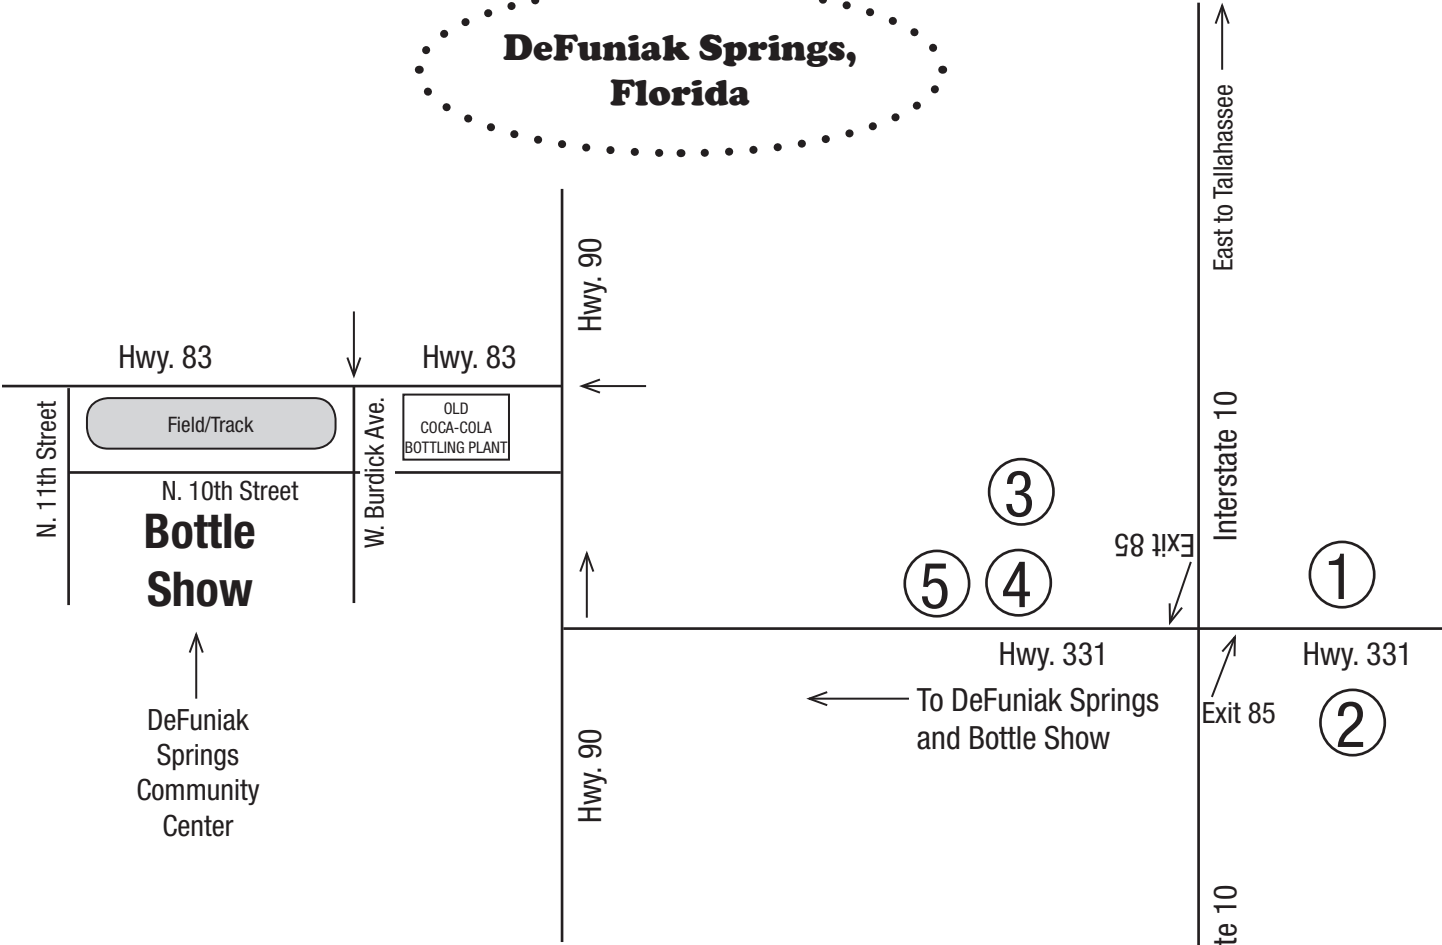 DeFuniak Springs,
Florida
East to Tallahassee
Hwy. 90
Hwy. 83
Hwy. 83
Field/Track
OLD
COCA-COLA
BOTTLING PLANT
N. 11th Street
W. Burdick Ave.
N. 10th Street
Bottle
Show
Interstate 10
3
Exit 85
5
4
1
Hwy. 331
Hwy. 331
To DeFuniak Springs
and Bottle Show
Exit 85
2
DeFuniak
Springs
Community
Center
Hwy. 90
te 10